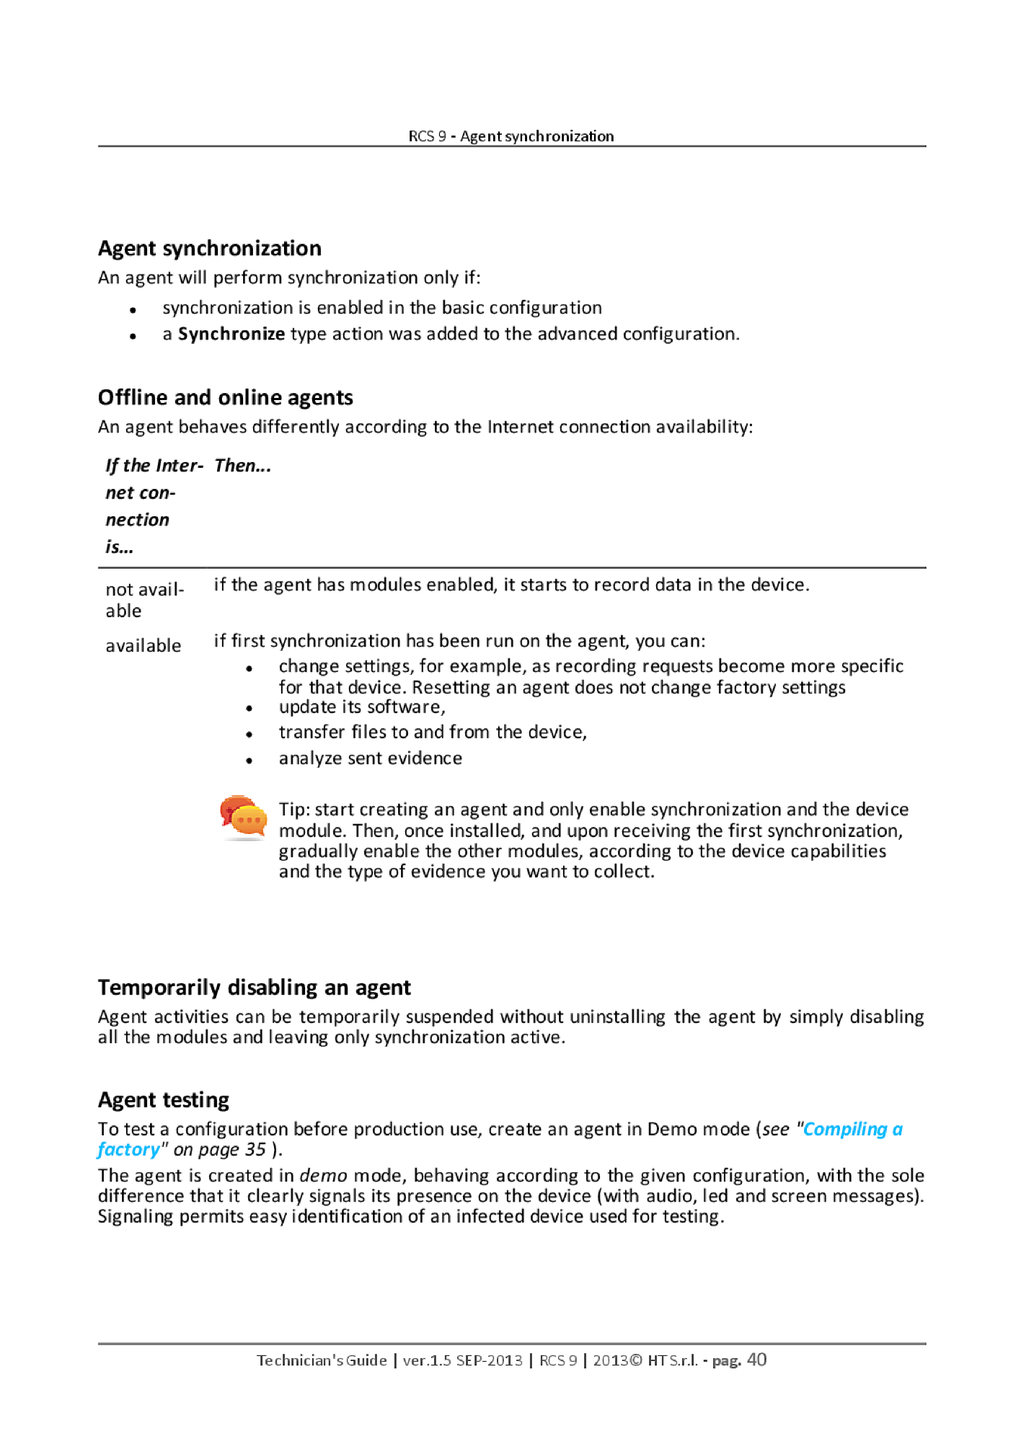 RCS 9 - Agent synchronization
Agent synchronization
An agent will perform synchronization only if:
• synchronization is enabled in the basic configuration
• a Synchronize type action was added to the advanced configuration.
Offline and online agents
An agent behaves differently according to the Internet connection availability:
If the Inter- Then...
net con-
nection
is...
not avail- if the agent has modules enabled, it starts to record data in the device.
able
available if first synchronization has been run on the agent, you can:
• change settings, for example, as recording requests become more specific
for that device. Resetting an agent does not change factory settings
• update its software,
• transfer files to and from the device,
• analyze sent evidence
Tip: start creating an agent and only enable synchronization and the device
module. Then, once installed, and upon receiving the first synchronization,
gradually enable the other modules, according to the device capabilities
and the type of evidence you want to collect.
Temporarily disabling an agent
Agent activities can be temporarily suspended without uninstalling the agent by simply disabling
all the modules and leaving only synchronization active.
Agent testing
To test a configuration before production use, create an agent in Demo mode (see "Compiling a
factory" on page 35 ).
The agent is created in demo mode, behaving according to the given configuration, with the sole
difference that it clearly signals its presence on the device (with audio, led and screen messages).
Signaling permits easy identification of an infected device used for testing.
Technician's Guide | ver.1.5 SEP-2013 | RCS 9 | 2013© HT S.r.l. - pag. 40